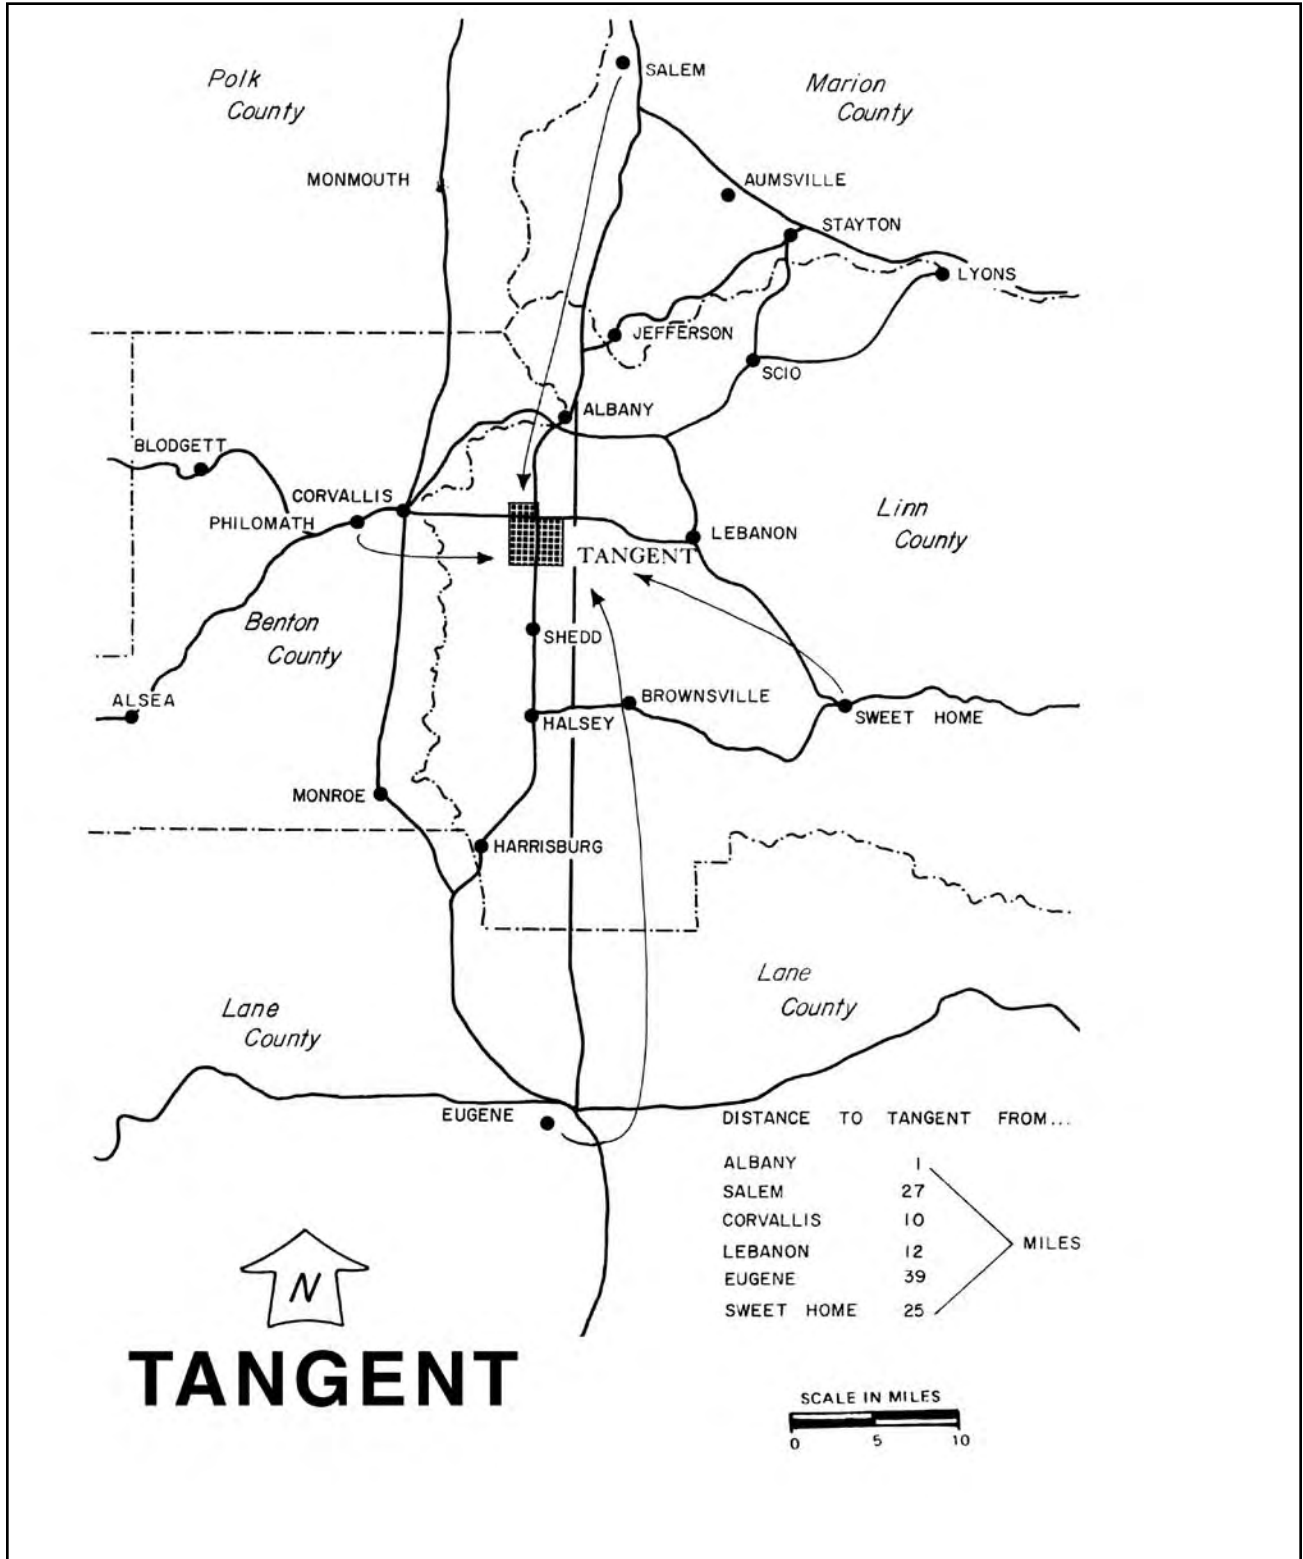 SALEM
Polk
County
Marion
County
MONMOUTH
AUMSVILLE
STAYTON
LYONS
JEFFERSON
SCIO
ALBANY
BLODGETT
CORVALLIS
PHILOMATH
Linn
County
LEBANON
TANGENT
Benton
County
SHEDD
ALSEA
BROWNSVILLE
HALSEY
SWEET HOME
MONROE
HARRISBURG
Lane
County
Lane
County
EUGENE
DISTANCE TO TANGENT FROM...
ALBANY 1
SALEM 27
CORVALLIS 10
LEBANON 12
EUGENE 39
SWEET HOME 25
MILES
N
TANGENT
SCALE IN MILES
0 5 10